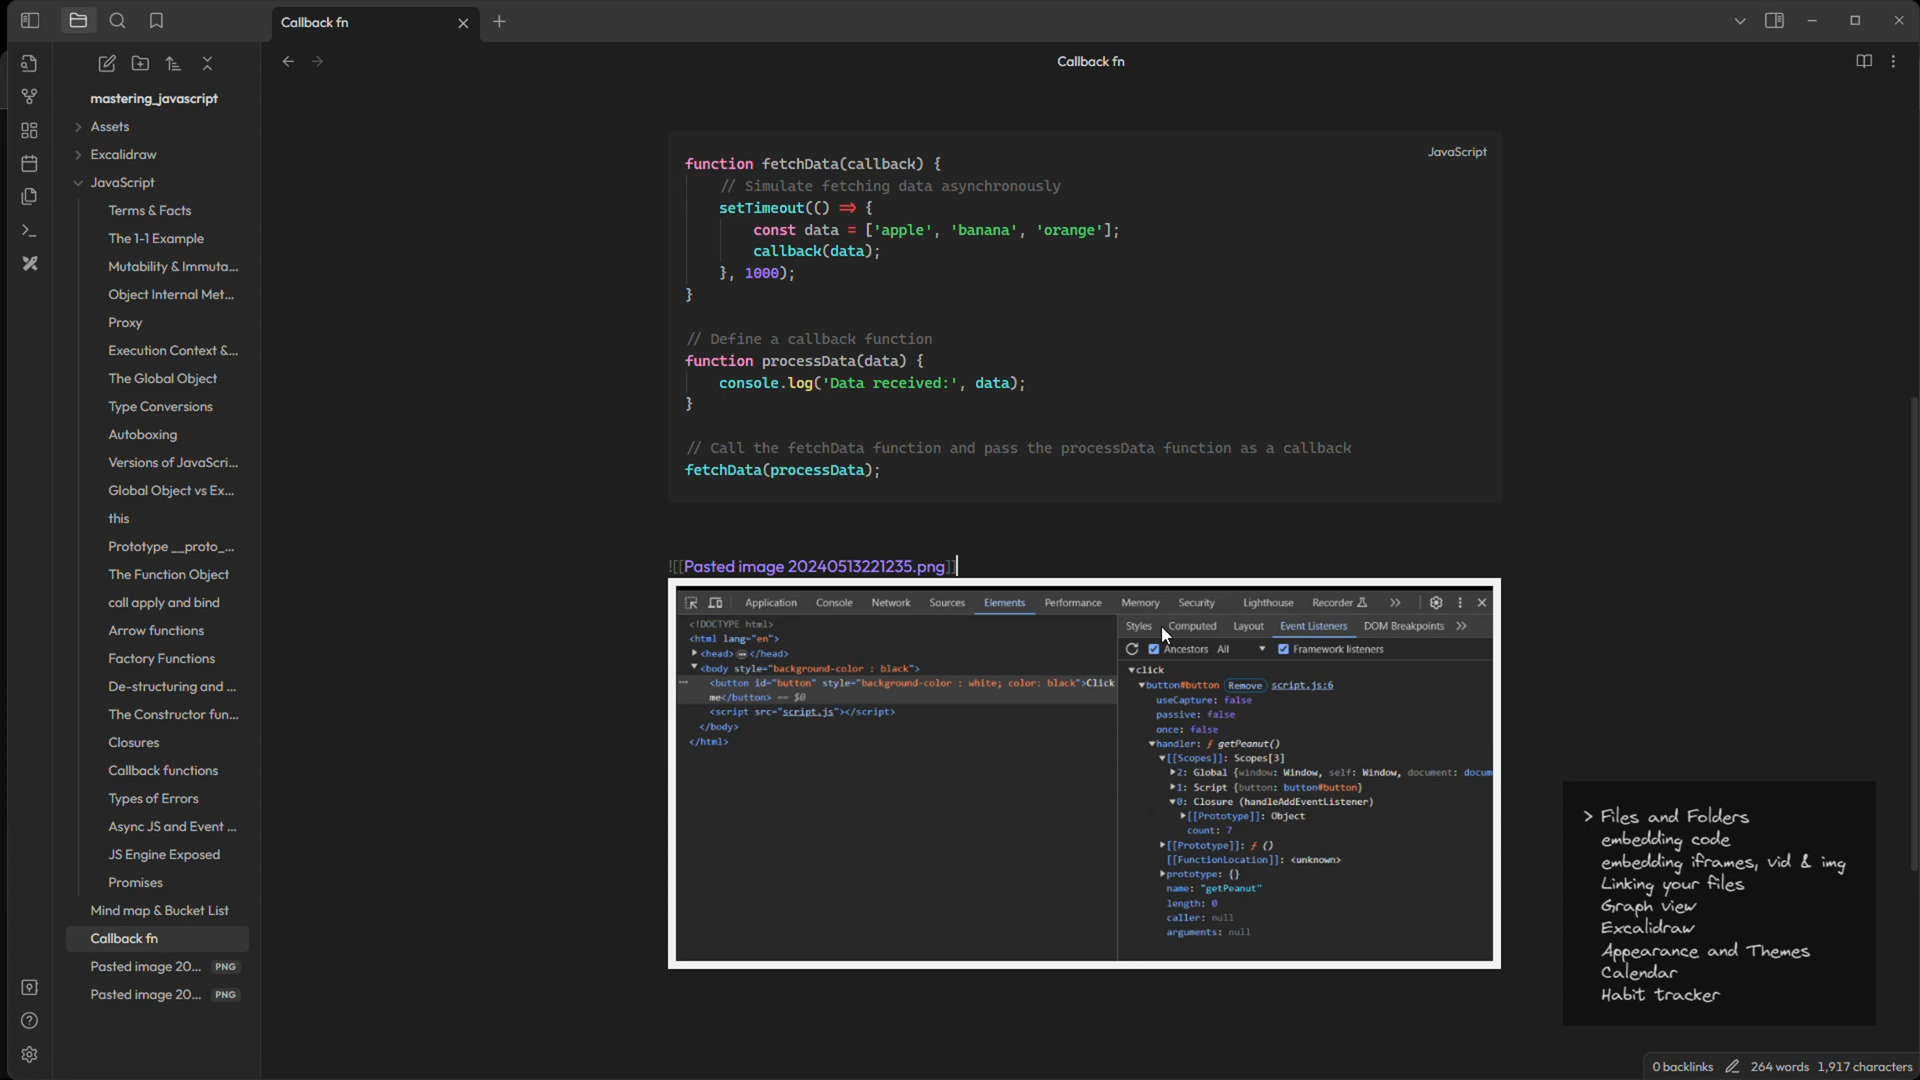 Callback fn
Callback fn
mastering_javascript
Assets
Excalidraw
JavaScript
Terms & Facts
The 1-1 Example
Mutability & Immuta...
Object Internal Met...
Proxy
Execution Context &...
The Global Object
Type Conversions
Autoboxing
Versions of JavaScri...
Global Object vs Ex...
this
Prototype __proto_...
The Function Object
call apply and bind
Arrow functions
Factory Functions
De-structuring and ...
The Constructor fun...
Closures
Callback functions
Types of Errors
Async JS and Event ...
JS Engine Exposed
Promises
Mind map & Bucket List
Callback fn
Pasted image 20... PNG
Pasted image 20... PNG
JavaScript
function fetchData(callback) {
// Simulate fetching data asynchronously
setTimeout(() => {
const data = ['apple', 'banana', 'orange'];
callback(data);
}, 1000);
}
// Define a callback function
function processData(data) {
console.log('Data received:', data);
}
// Call the fetchData function and pass the processData function as a callback
fetchData(processData);
![[Pasted image 20240513221235.png]]
Application Console Network Sources Elements Performance Memory Security Lighthouse Recorder
<!DOCTYPE html>
<html lang="en">
<head> </head>
<body style="background-color : black">
<button id="button" style="background-color : white; color: black">Click
me</button> == $0
<script src="script.js"></script>
</body>
</html>
Styles Computed Layout Event Listeners DOM Breakpoints
Ancestors All Framework listeners
click
button#button Remove script.js:6
useCapture: false
passive: false
once: false
handler: ƒ getPeanut()
[[Scopes]]: Scopes[3]
2: Global {window: Window, self: Window, document: docum
1: Script {button: button#button}
0: Closure (handleAddEventListener)
[[Prototype]]: Object
count: 7
[[Prototype]]: ƒ ()
[[FunctionLocation]]: <unknown>
prototype: {}
name: "getPeanut"
length: 0
caller: null
arguments: null
> Files and Folders
embedding code
embedding iframes, vid & img
Linking your files
Graph view
Excalidraw
Appearance and Themes
Calendar
Habit tracker
0 backlinks 264 words 1,917 characters